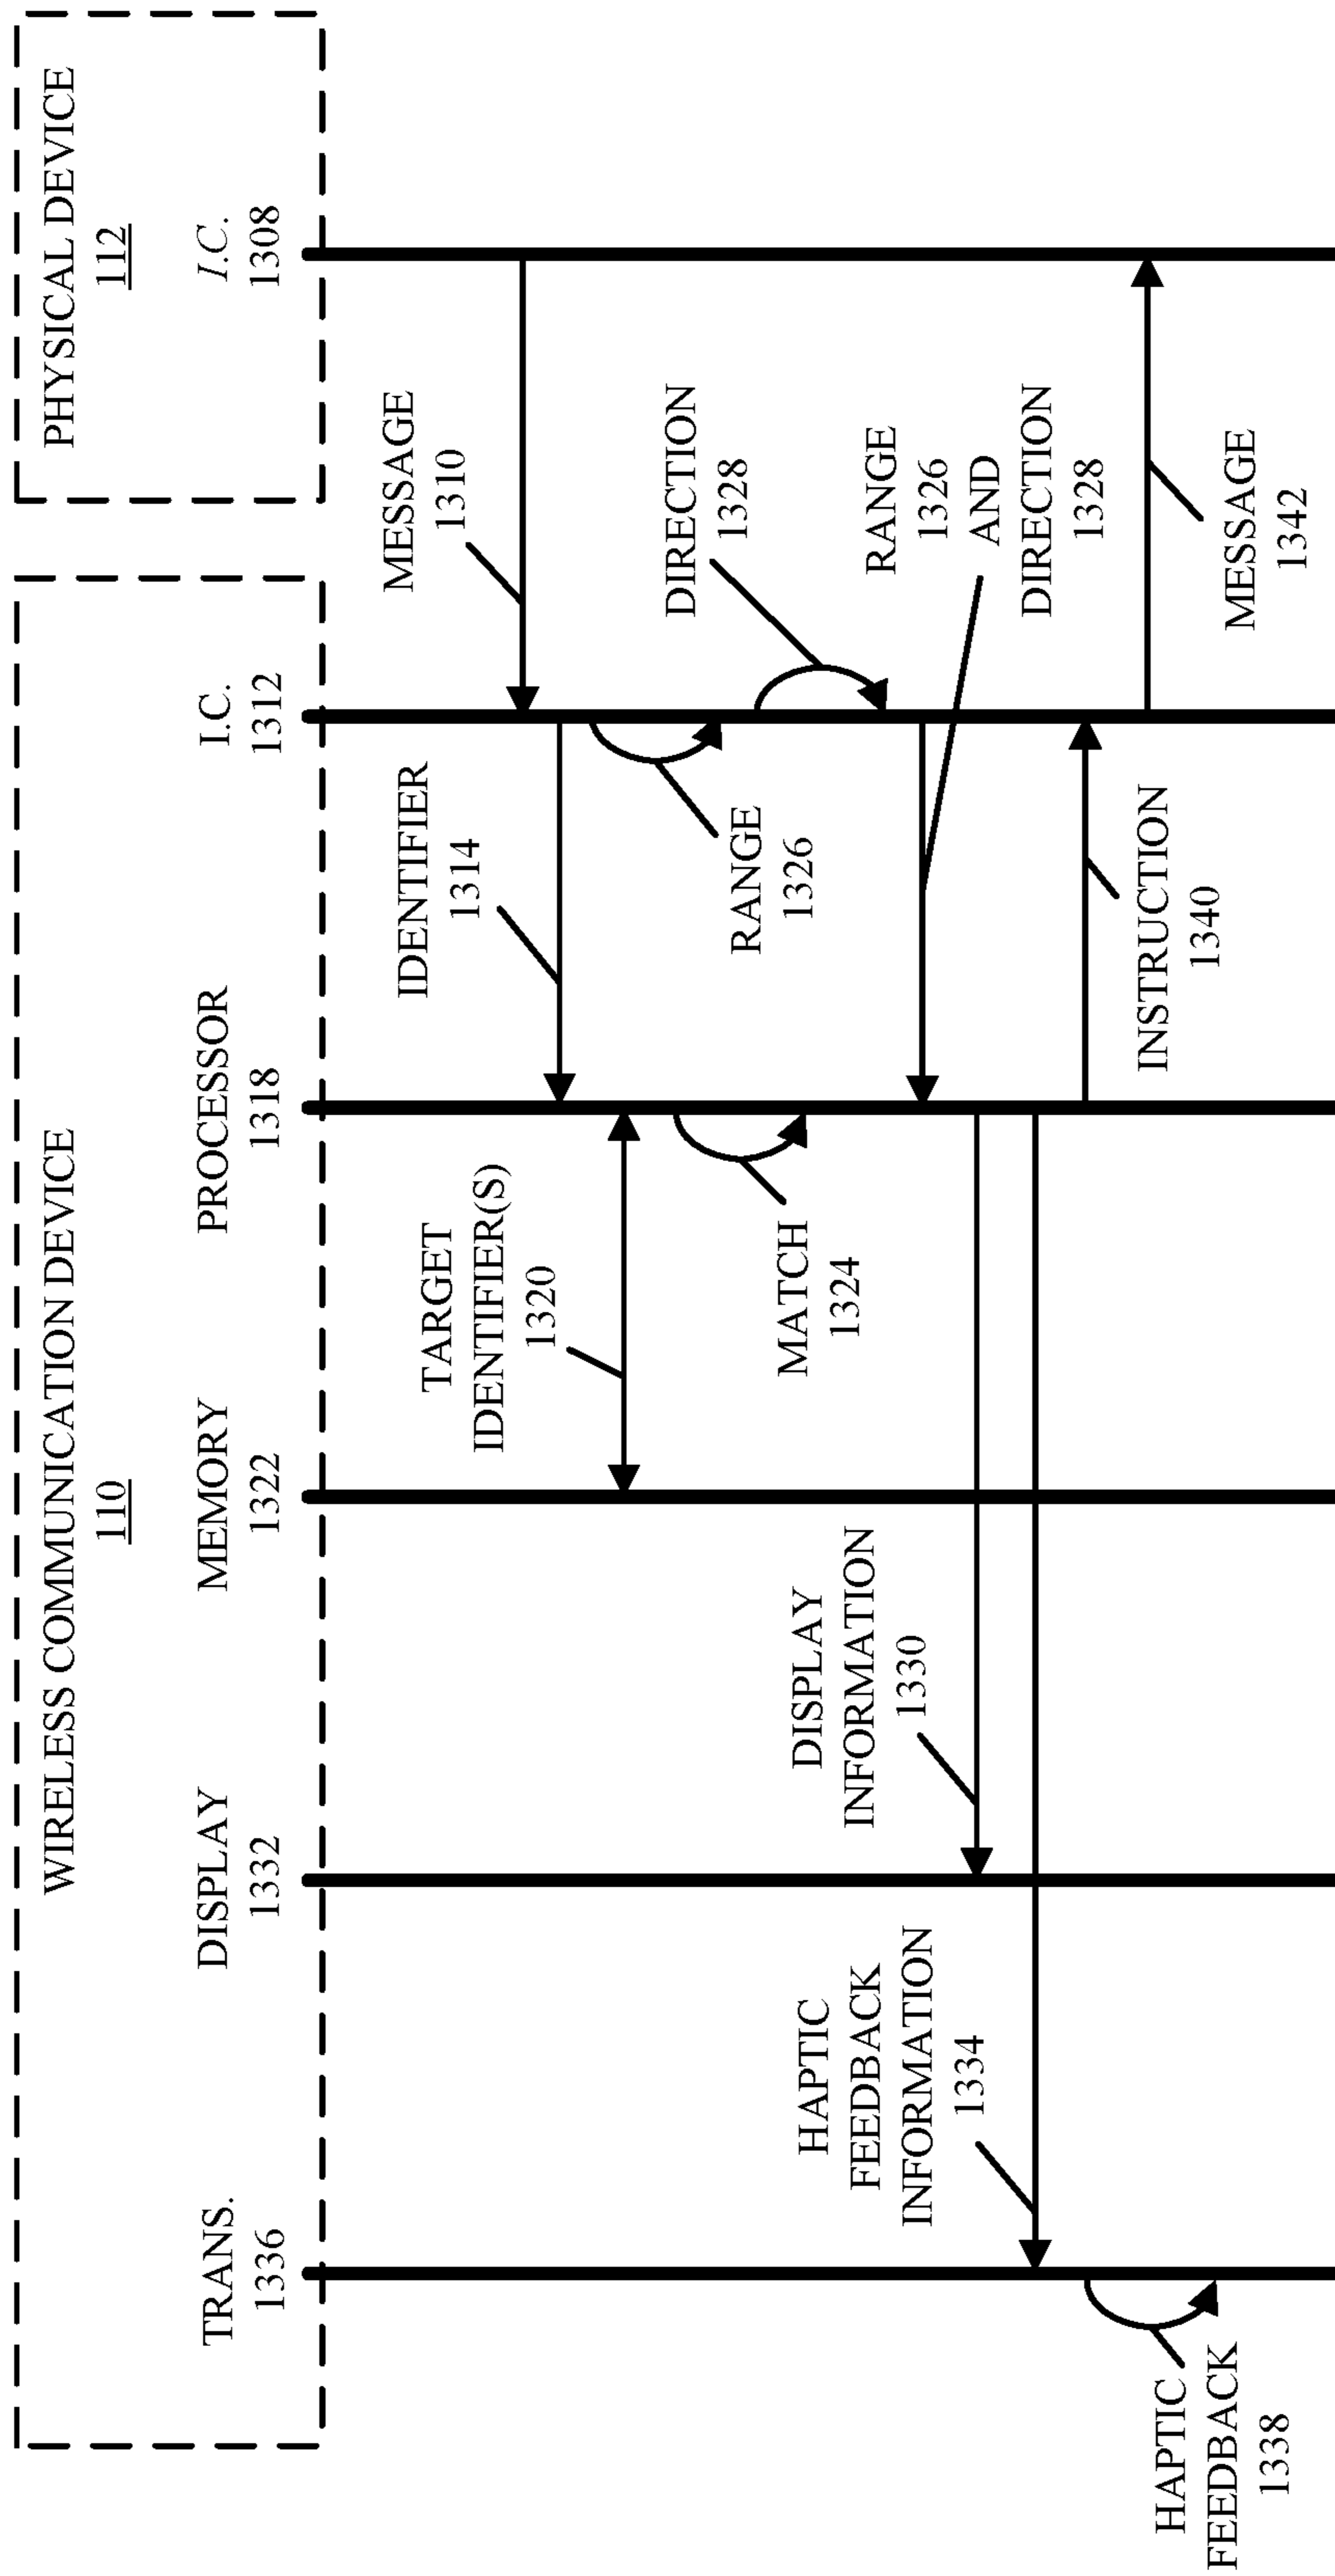 WIRELESS COMMUNICATION DEVICE
110
PHYSICAL DEVICE
112
TRANS.
1336
DISPLAY
1332
MEMORY
1322
PROCESSOR
1318
I.C.
1312
I.C.
1308
MESSAGE
1310
IDENTIFIER
1314
TARGET
IDENTIFIER(S)
1320
DIRECTION
1328
RANGE
1326
MATCH
1324
RANGE
1326
AND
DIRECTION
1328
DISPLAY
INFORMATION
1330
HAPTIC
FEEDBACK
INFORMATION
1334
INSTRUCTION
1340
MESSAGE
1342
HAPTIC
FEEDBACK
1338